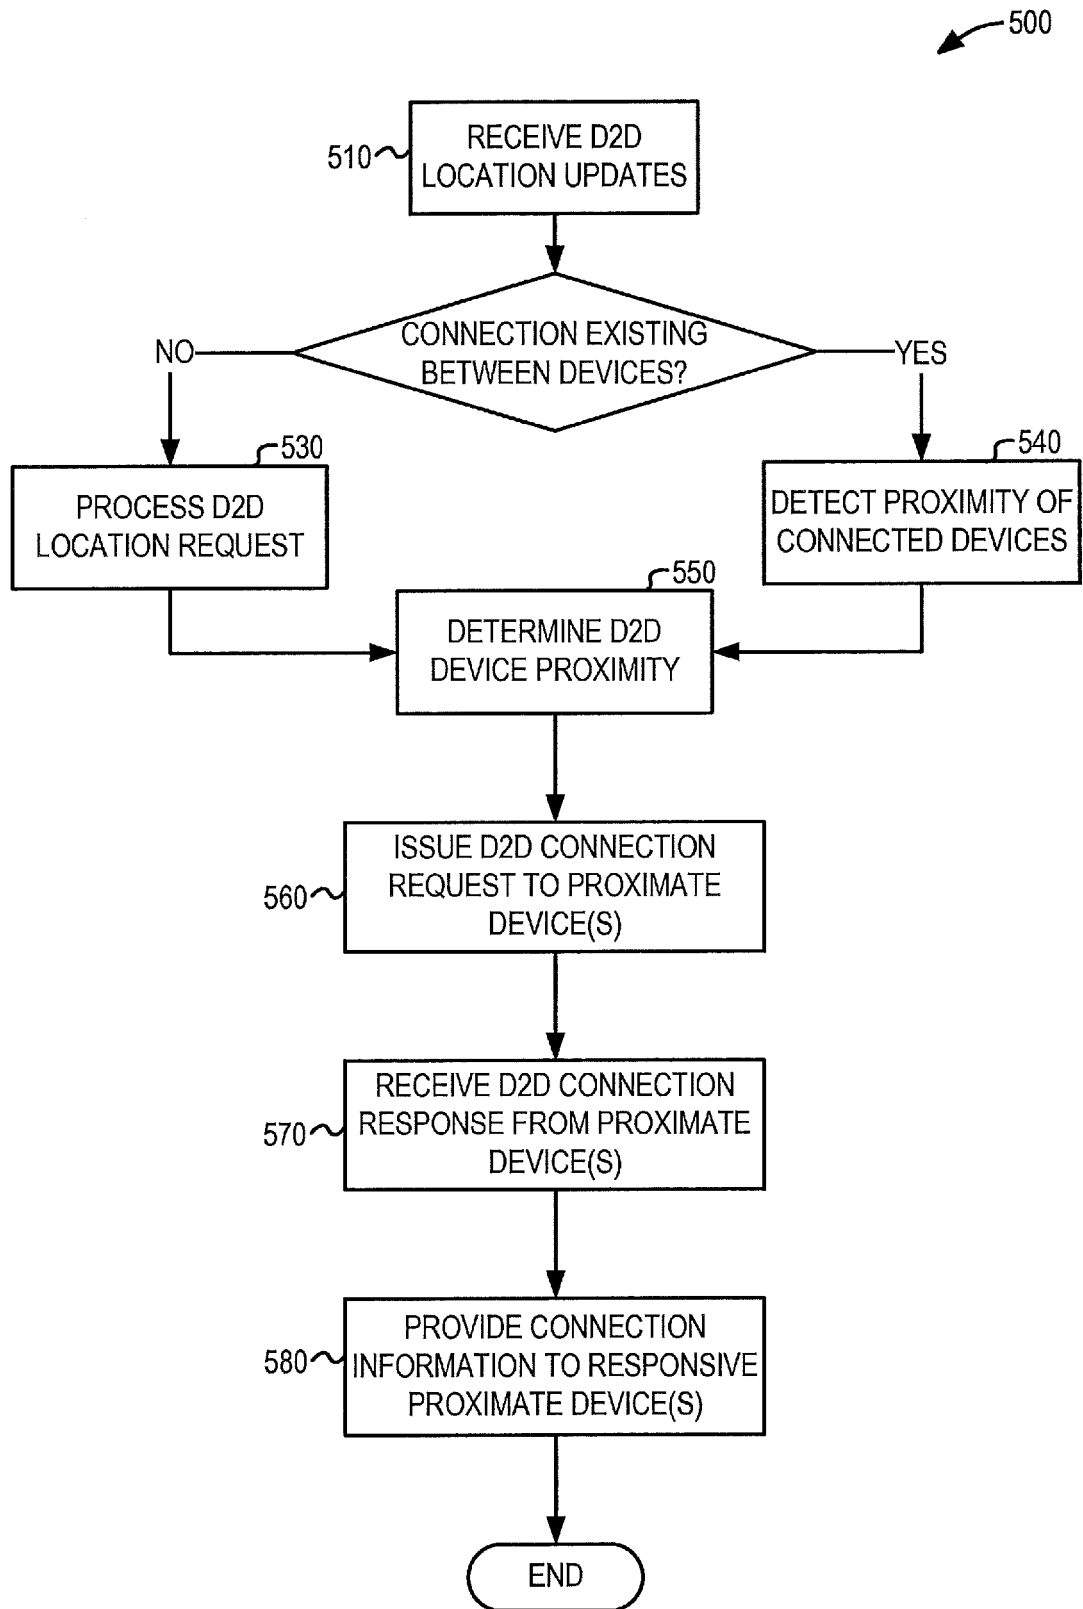 500
510
RECEIVE D2D
LOCATION UPDATES
CONNECTION EXISTING
BETWEEN DEVICES?
NO
YES
530
PROCESS D2D
LOCATION REQUEST
540
DETECT PROXIMITY OF
CONNECTED DEVICES
550
DETERMINE D2D
DEVICE PROXIMITY
560
ISSUE D2D CONNECTION
REQUEST TO PROXIMATE
DEVICE(S)
570
RECEIVE D2D CONNECTION
RESPONSE FROM PROXIMATE
DEVICE(S)
580
PROVIDE CONNECTION
INFORMATION TO RESPONSIVE
PROXIMATE DEVICE(S)
END